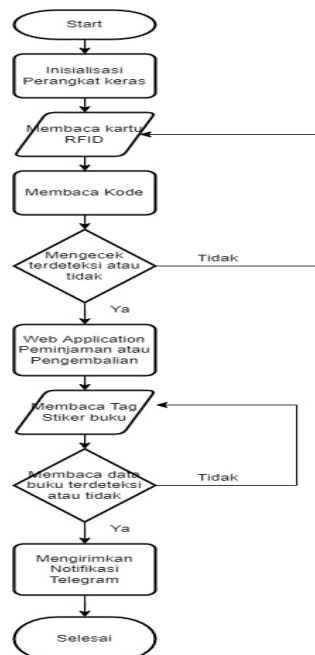 Start
Inisialisasi
Perangkat keras
Membaca kartu
RFID
Membaca Kode
Mengecek
terdeteksi atau
tidak
Tidak
Ya
Web Application
Peminjaman atau
Pengembalian
Membaca Tag
Stiker buku
Membaca data
buku terdeteksi
atau tidak
Tidak
Ya
Mengirimkan
Notifikasi
Telegram
Selesai